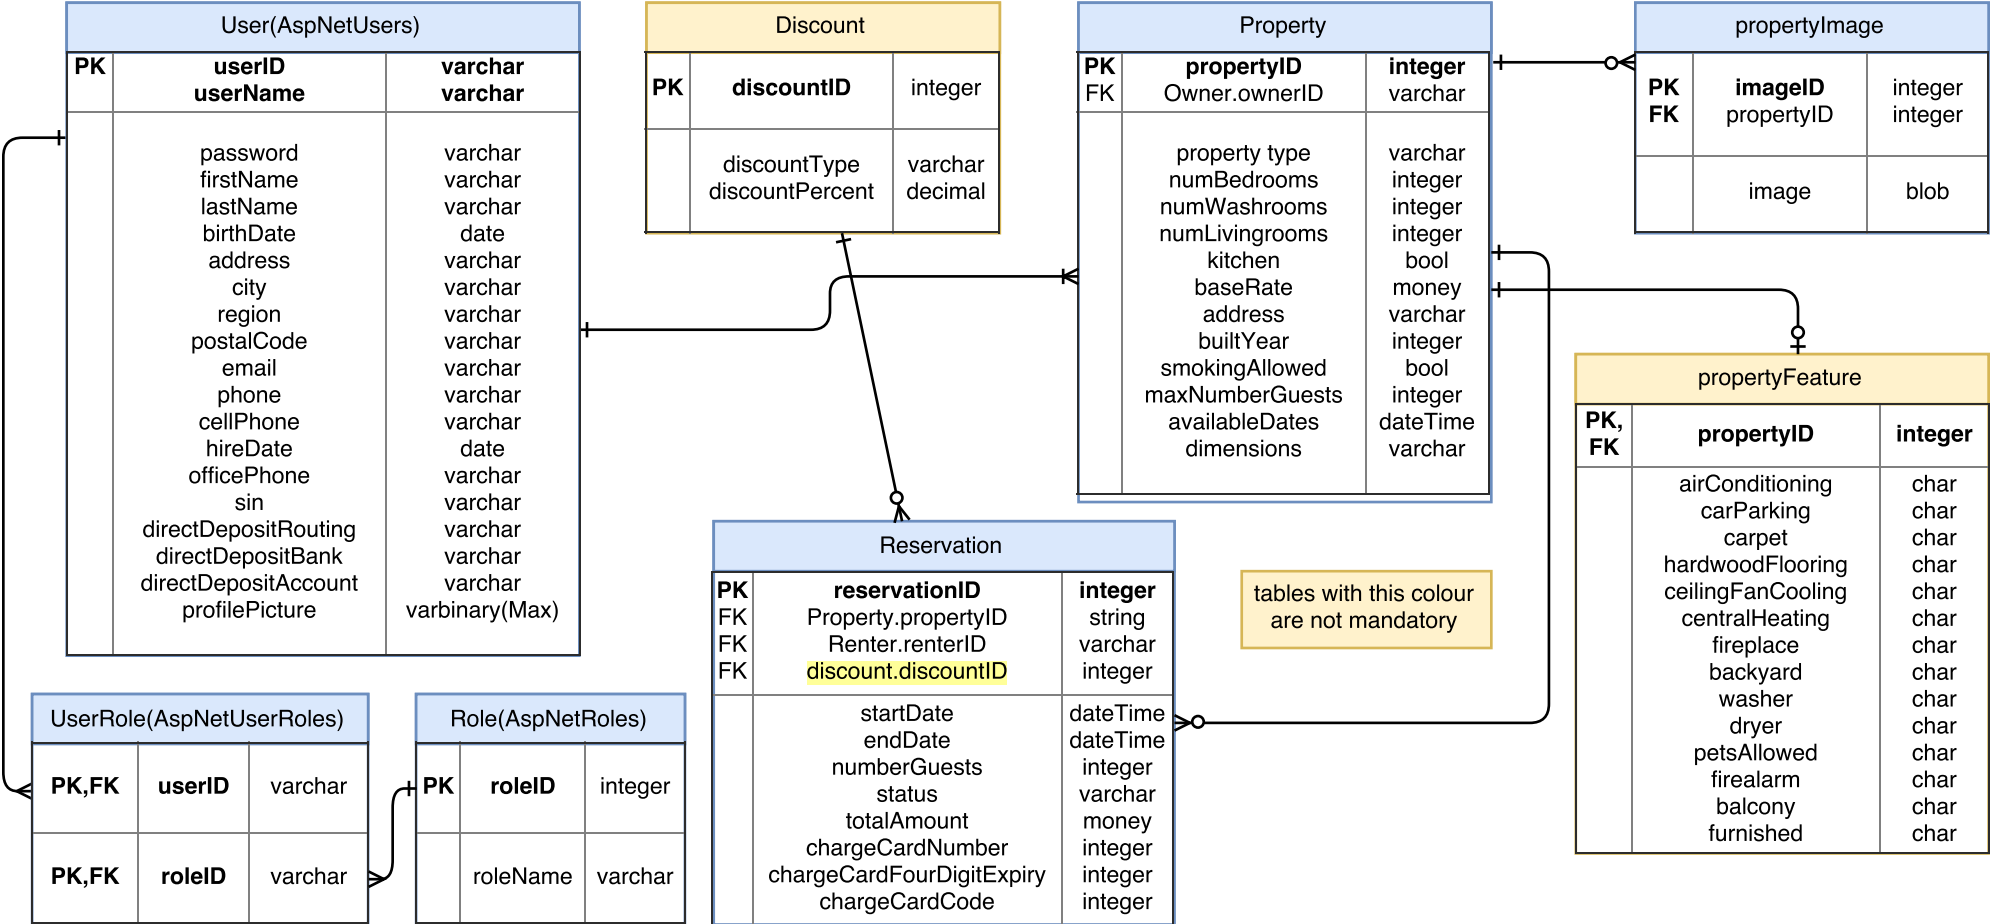 User(AspNetUsers)
PK userID varchar
userName varchar
password varchar
firstName varchar
lastName varchar
birthDate date
address varchar
city varchar
region varchar
postalCode varchar
email varchar
phone varchar
cellPhone varchar
hireDate date
officePhone varchar
sin varchar
directDepositRouting varchar
directDepositBank varchar
directDepositAccount varchar
profilePicture varbinary(Max)
Discount
PK discountID integer
discountType varchar
discountPercent decimal
Property
PK propertyID integer
FK Owner.ownerID varchar
property type varchar
numBedrooms integer
numWashrooms integer
numLivingrooms integer
kitchen bool
baseRate money
address varchar
builtYear integer
smokingAllowed bool
maxNumberGuests integer
availableDates dateTime
dimensions varchar
propertyImage
PK imageID integer
FK propertyID integer
image blob
propertyFeature
PK,
FK propertyID integer
airConditioning char
carParking char
carpet char
hardwoodFlooring char
ceilingFanCooling char
centralHeating char
fireplace char
backyard char
washer char
dryer char
petsAllowed char
firealarm char
balcony char
furnished char
Reservation
PK reservationID integer
FK Property.propertyID string
FK Renter.renterID varchar
FK discount.discountID integer
startDate dateTime
endDate dateTime
numberGuests integer
status varchar
totalAmount money
chargeCardNumber integer
chargeCardFourDigitExpiry integer
chargeCardCode integer
tables with this colour
are not mandatory
UserRole(AspNetUserRoles)
PK,FK userID varchar
PK,FK roleID varchar
Role(AspNetRoles)
PK roleID integer
roleName varchar